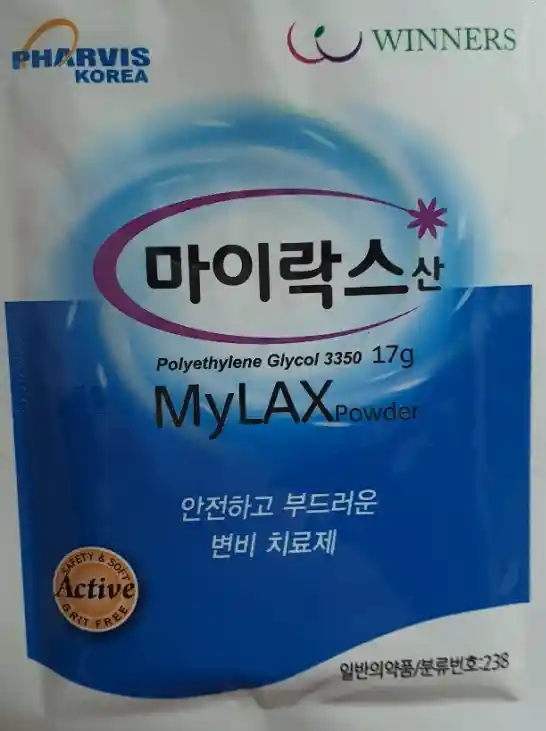 PHARVIS
KOREA
WINNERS
마이락스산
Polyethylene Glycol 3350 17g
MyLAX Powder
안전하고 부드러운
변비 치료제
SAFETY & SOFT
Active
GRIT FREE
일반의약품/분류번호:238